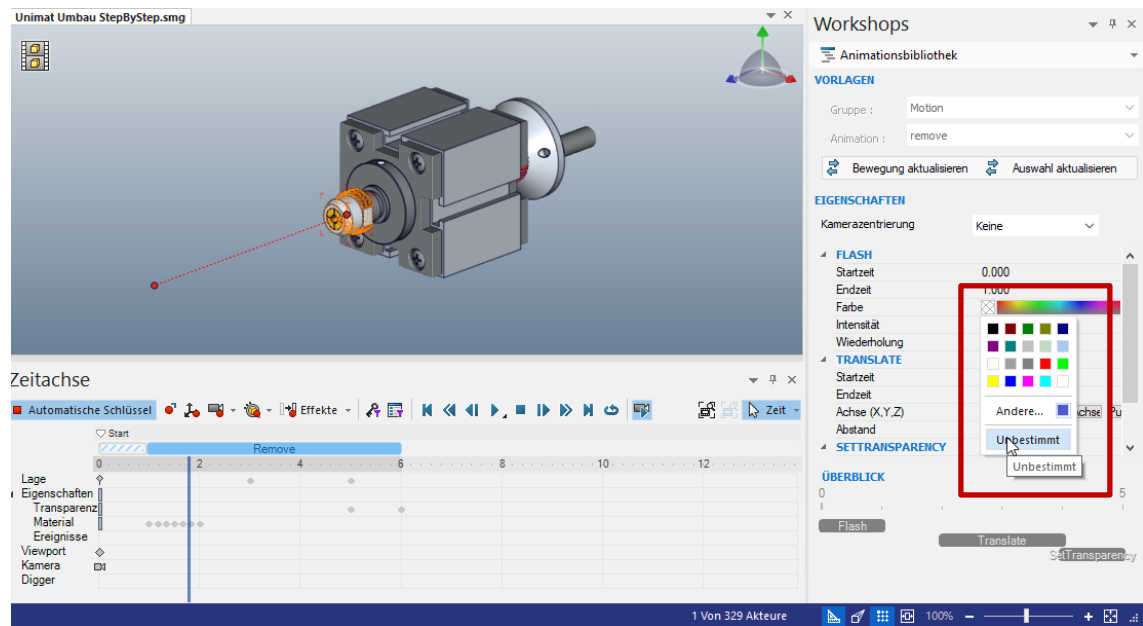 Unimat Umbau StepByStep.smg
Workshops
Animationsbibliothek
VORLAGEN
Gruppe :
Motion
Animation :
remove
Bewegung aktualisieren
Auswahl aktualisieren
EIGENSCHAFTEN
Kamerazentrierung
Keine
FLASH
Startzeit
0.000
Endzeit
1.000
Farbe
Intensität
Wiederholung
TRANSLATE
Startzeit
Endzeit
Achse (X,Y,Z)
Abstand
SETTRANSPARENCY
Andere...
Unbestimmt
Unbestimmt
ÜBERBLICK
0
5
Flash
Translate
SetTransparency
Zeitachse
Automatische Schlüssel
Effekte
Zeit
Start
Remove
0 2 4 6 8 10 12
Lage
Eigenschaften
Transparenz
Material
Ereignisse
Viewport
Kamera
Digger
1 Von 329 Akteure
100%